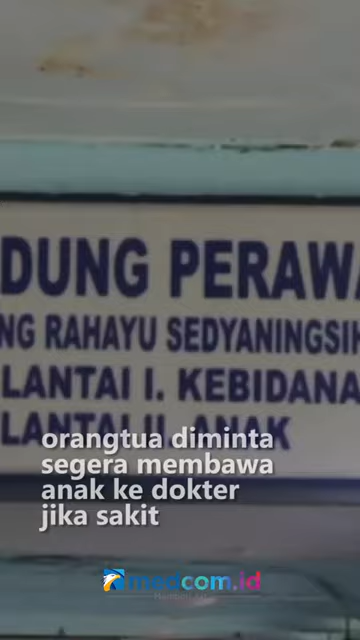 DUNG PERAWA
NG RAHAYU SEDYANINGSIH
LANTAI I. KEBIDANA
LANTAI II. ANAK
orangtua diminta
segera membawa
anak ke dokter
jika sakit
medcom.id